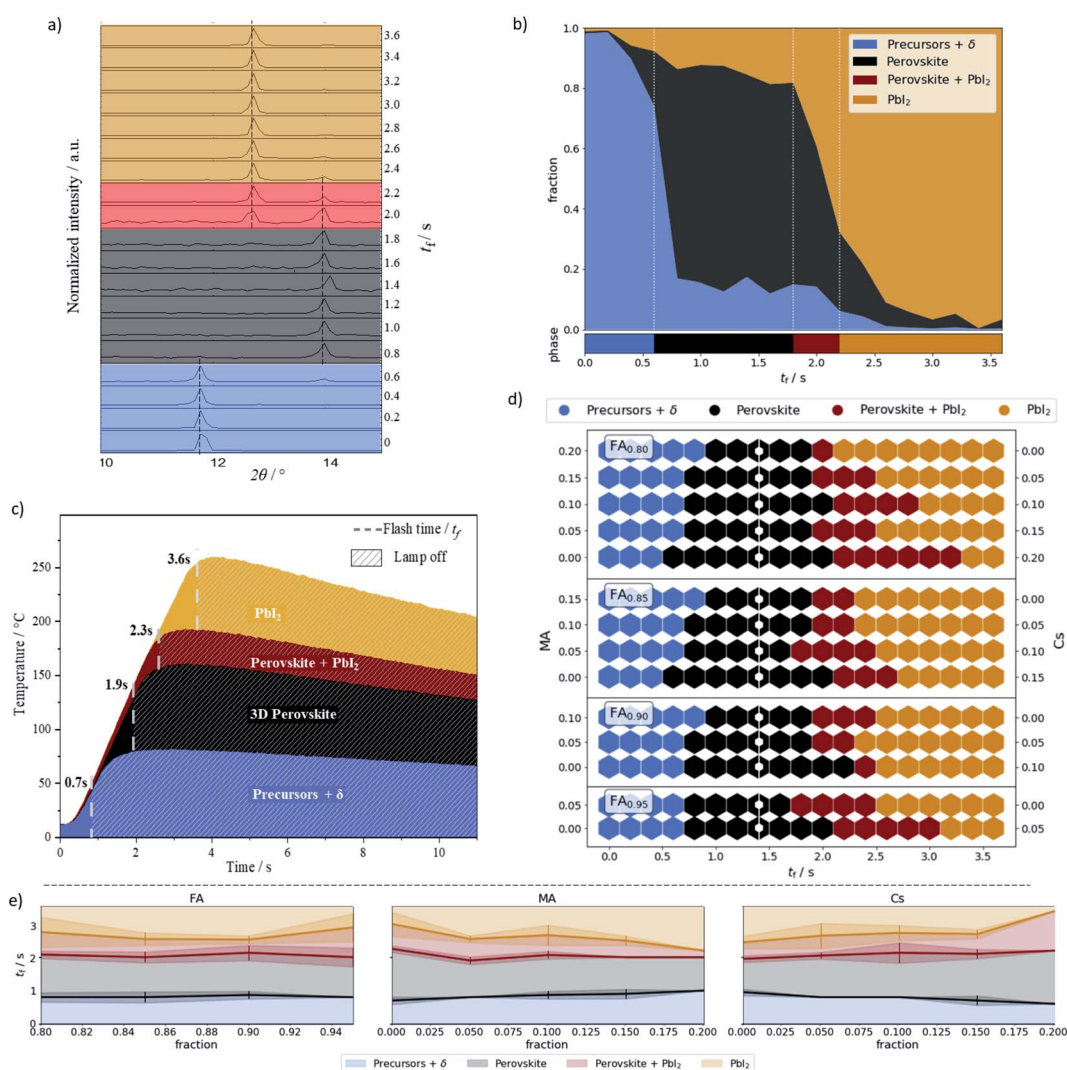 a)
Normalized intensity / a.u.
3.6
3.4
3.2
3.0
2.8
2.6
2.4
2.2
2.0
1.8
1.6
1.4
1.2
1.0
0.8
0.6
0.4
0.2
0
t_f / s
10 12 14
2θ / °
b)
fraction
1.0
0.8
0.6
0.4
0.2
0.0
Precursors + δ
Perovskite
Perovskite + PbI₂
PbI₂
phase
0.0 0.5 1.0 1.5 2.0 2.5 3.0 3.5
t_f / s
c)
Temperature / °C
250
200
150
100
50
0
Flash time / t_f
Lamp off
3.6s
2.3s
1.9s
0.7s
PbI₂
Perovskite + PbI₂
3D Perovskite
Precursors + δ
0 2 4 6 8 10
Time / s
d)
Precursors + δ Perovskite Perovskite + PbI₂ PbI₂
MA
Cs
FA₀.₈₀
0.20 0.00
0.15 0.05
0.10 0.10
0.05 0.15
0.00 0.20
FA₀.₈₅
0.15 0.00
0.10 0.05
0.05 0.10
0.00 0.15
FA₀.₉₀
0.10 0.00
0.05 0.05
0.00 0.10
FA₀.₉₅
0.05 0.00
0.00 0.05
0.0 0.5 1.0 1.5 2.0 2.5 3.0 3.5
t_f / s
e)
FA MA Cs
t_f / s
3
2
1
0
0.80 0.82 0.84 0.86 0.88 0.90 0.92 0.94
fraction
0.000 0.025 0.050 0.075 0.100 0.125 0.150 0.175 0.200
fraction
0.000 0.025 0.050 0.075 0.100 0.125 0.150 0.175 0.200
fraction
Precursors + δ Perovskite Perovskite + PbI₂ PbI₂